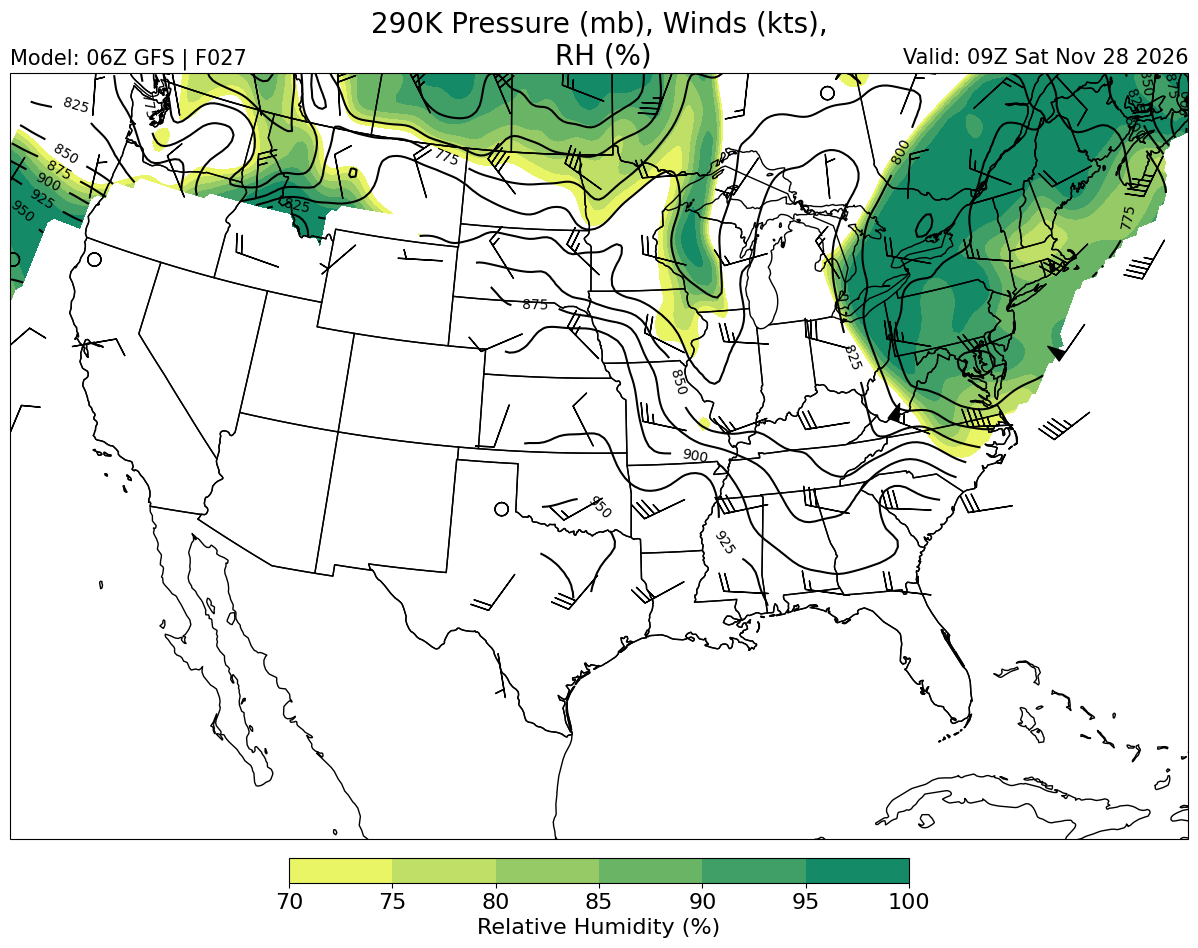 290K Pressure (mb), Winds (kts),
RH (%)
Model: 06Z GFS | F027
Valid: 09Z Sat Nov 28 2026
825
850
875
900
925
950
825
775
875
850
900
950
925
825
800
775
70 75 80 85 90 95 100
Relative Humidity (%)